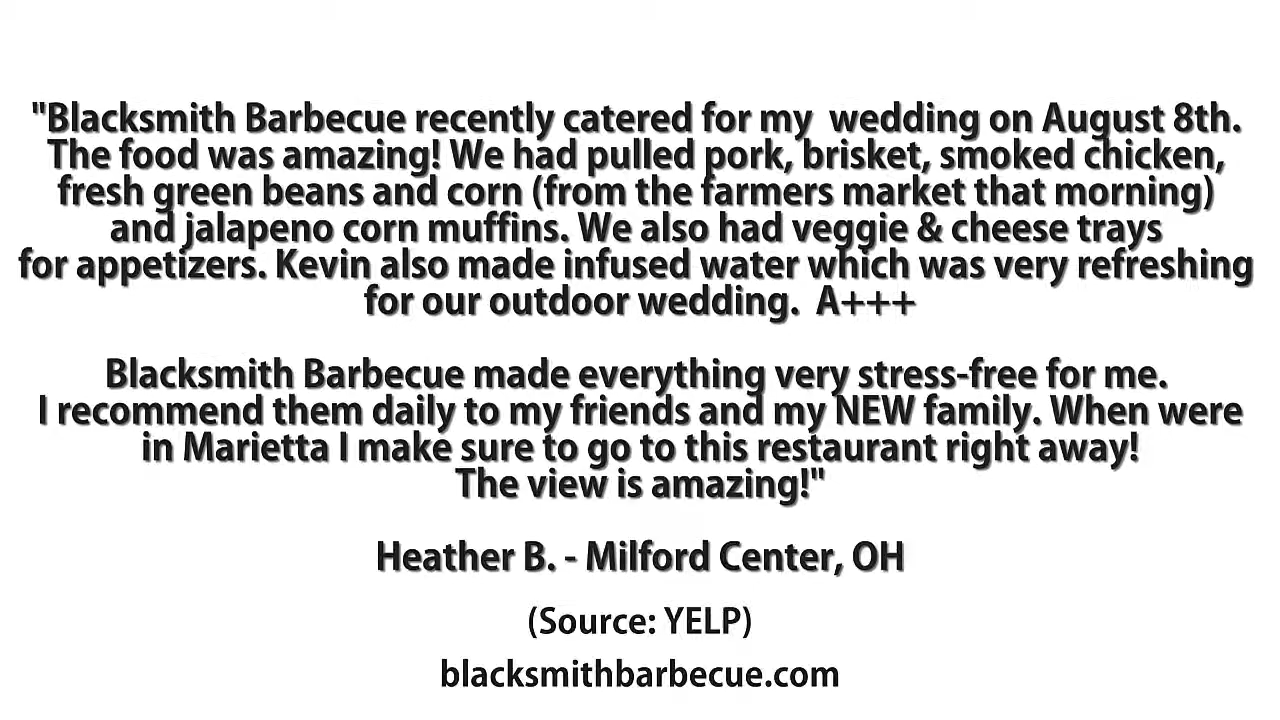 "Blacksmith Barbecue recently catered for my  wedding on August 8th.
The food was amazing! We had pulled pork, brisket, smoked chicken,
fresh green beans and corn (from the farmers market that morning)
and jalapeno corn muffins. We also had veggie & cheese trays
for appetizers. Kevin also made infused water which was very refreshing
for our outdoor wedding.  A+++
Blacksmith Barbecue made everything very stress-free for me.
I recommend them daily to my friends and my NEW family. When were
in Marietta I make sure to go to this restaurant right away!
The view is amazing!"
Heather B. - Milford Center, OH
(Source: YELP)
blacksmithbarbecue.com